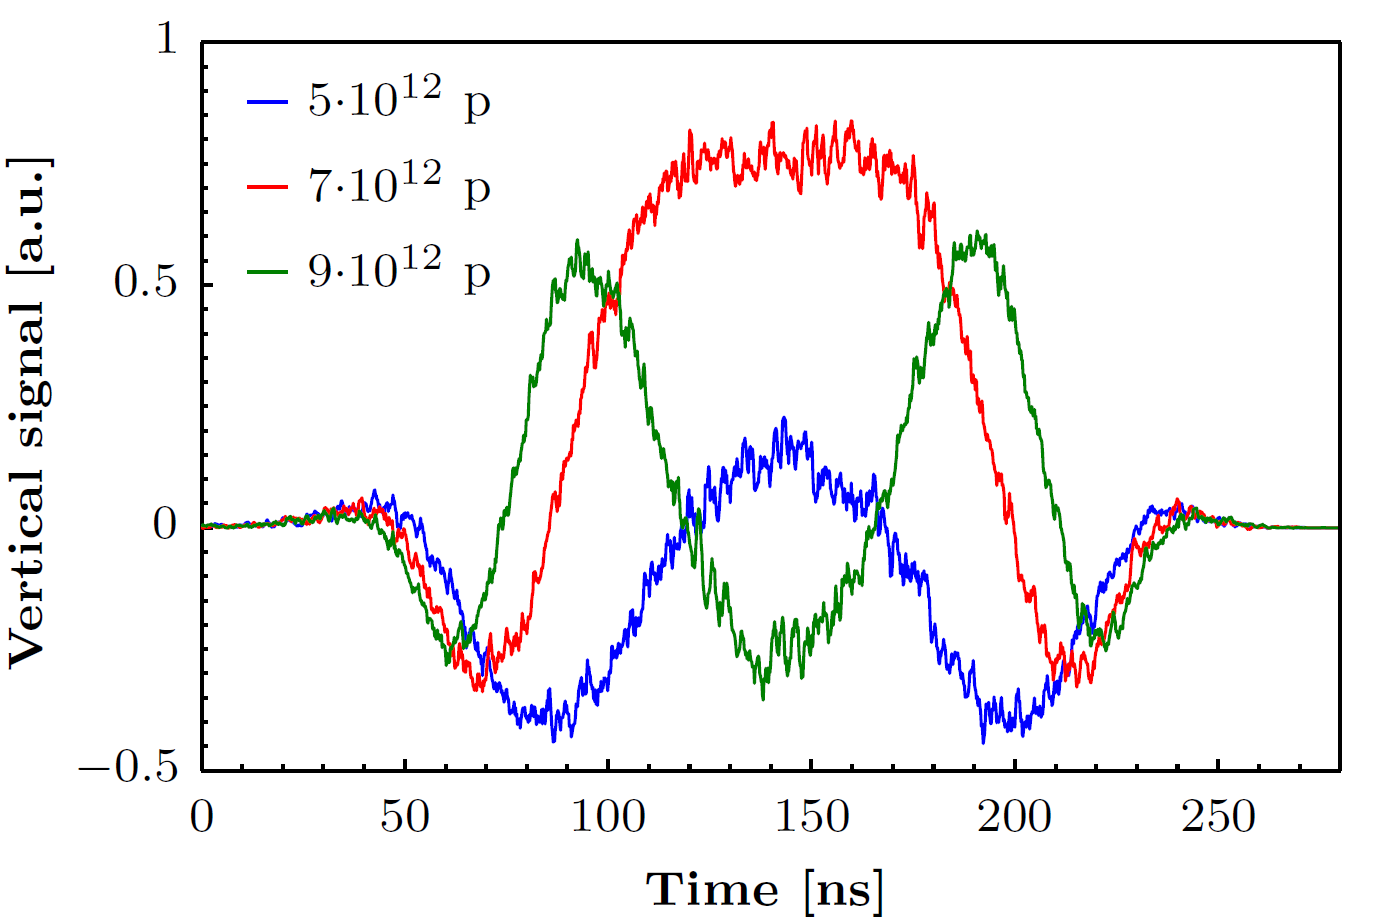 Vertical signal [a.u.]
1
0.5
0
−0.5
5·10¹² p
7·10¹² p
9·10¹² p
0 50 100 150 200 250
Time [ns]